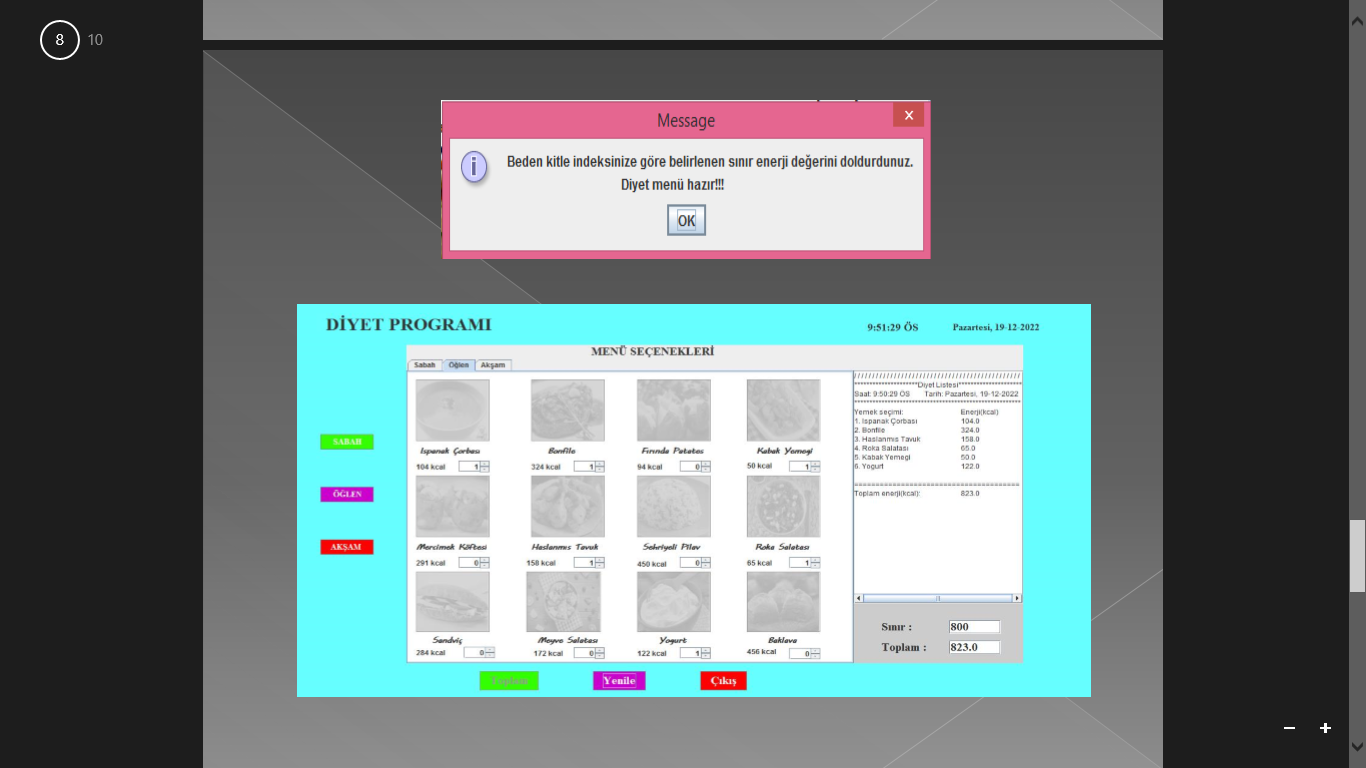 8 10
Message
x
i
Beden kitle indeksinize göre belirlenen sınır enerji değerini doldurdunuz.
Diyet menü hazır!!!
OK
DİYET PROGRAMI
9:51:29 ÖS Pazartesi, 19-12-2022
MENÜ SEÇENEKLERİ
Sabah Öğlen Akşam
Ispanak Çorbası Bonfile Fırında Patates Kabak Yemegi
104 kcal 1 324 kcal 1 94 kcal 0 50 kcal 1
Mercimek Köftesi Haslanmıs Tavuk Sehriyeli Pilav Roka Salatası
291 kcal 0 158 kcal 1 450 kcal 0 65 kcal 1
Sandviç Meyve Salatası Yogurt Baklava
284 kcal 0 172 kcal 0 122 kcal 1 456 kcal 0
SABAH
ÖĞLEN
AKŞAM
///////////////////////////////////////////////
********************Diyet Listesi********************
Saat: 9:50:29 ÖS Tarih: Pazartesi, 19-12-2022
**************************************************
Yemek seçimi: Enerji(kcal)
1. Ispanak Çorbası 104.0
2. Bonfile 324.0
3. Haslanmıs Tavuk 158.0
4. Roka Salatası 65.0
5. Kabak Yemegi 50.0
6. Yogurt 122.0
==========================================
Toplam enerji(kcal): 823.0
Sınır : 800
Toplam : 823.0
Toplam Yenile Çıkış